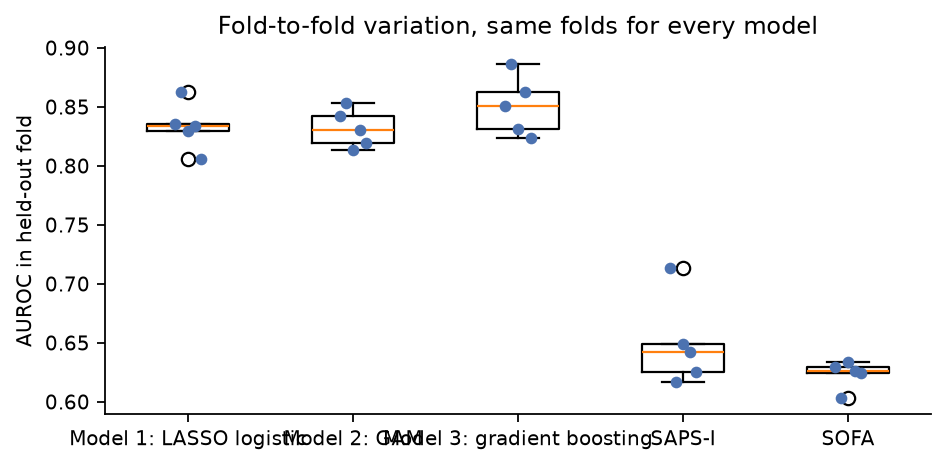 Fold-to-fold variation, same folds for every model
AUROC in held-out fold
0.90
0.85
0.80
0.75
0.70
0.65
0.60
Model 1: LASSO logistic
Model 2: GAM
Model 3: gradient boosting
SAPS-I
SOFA